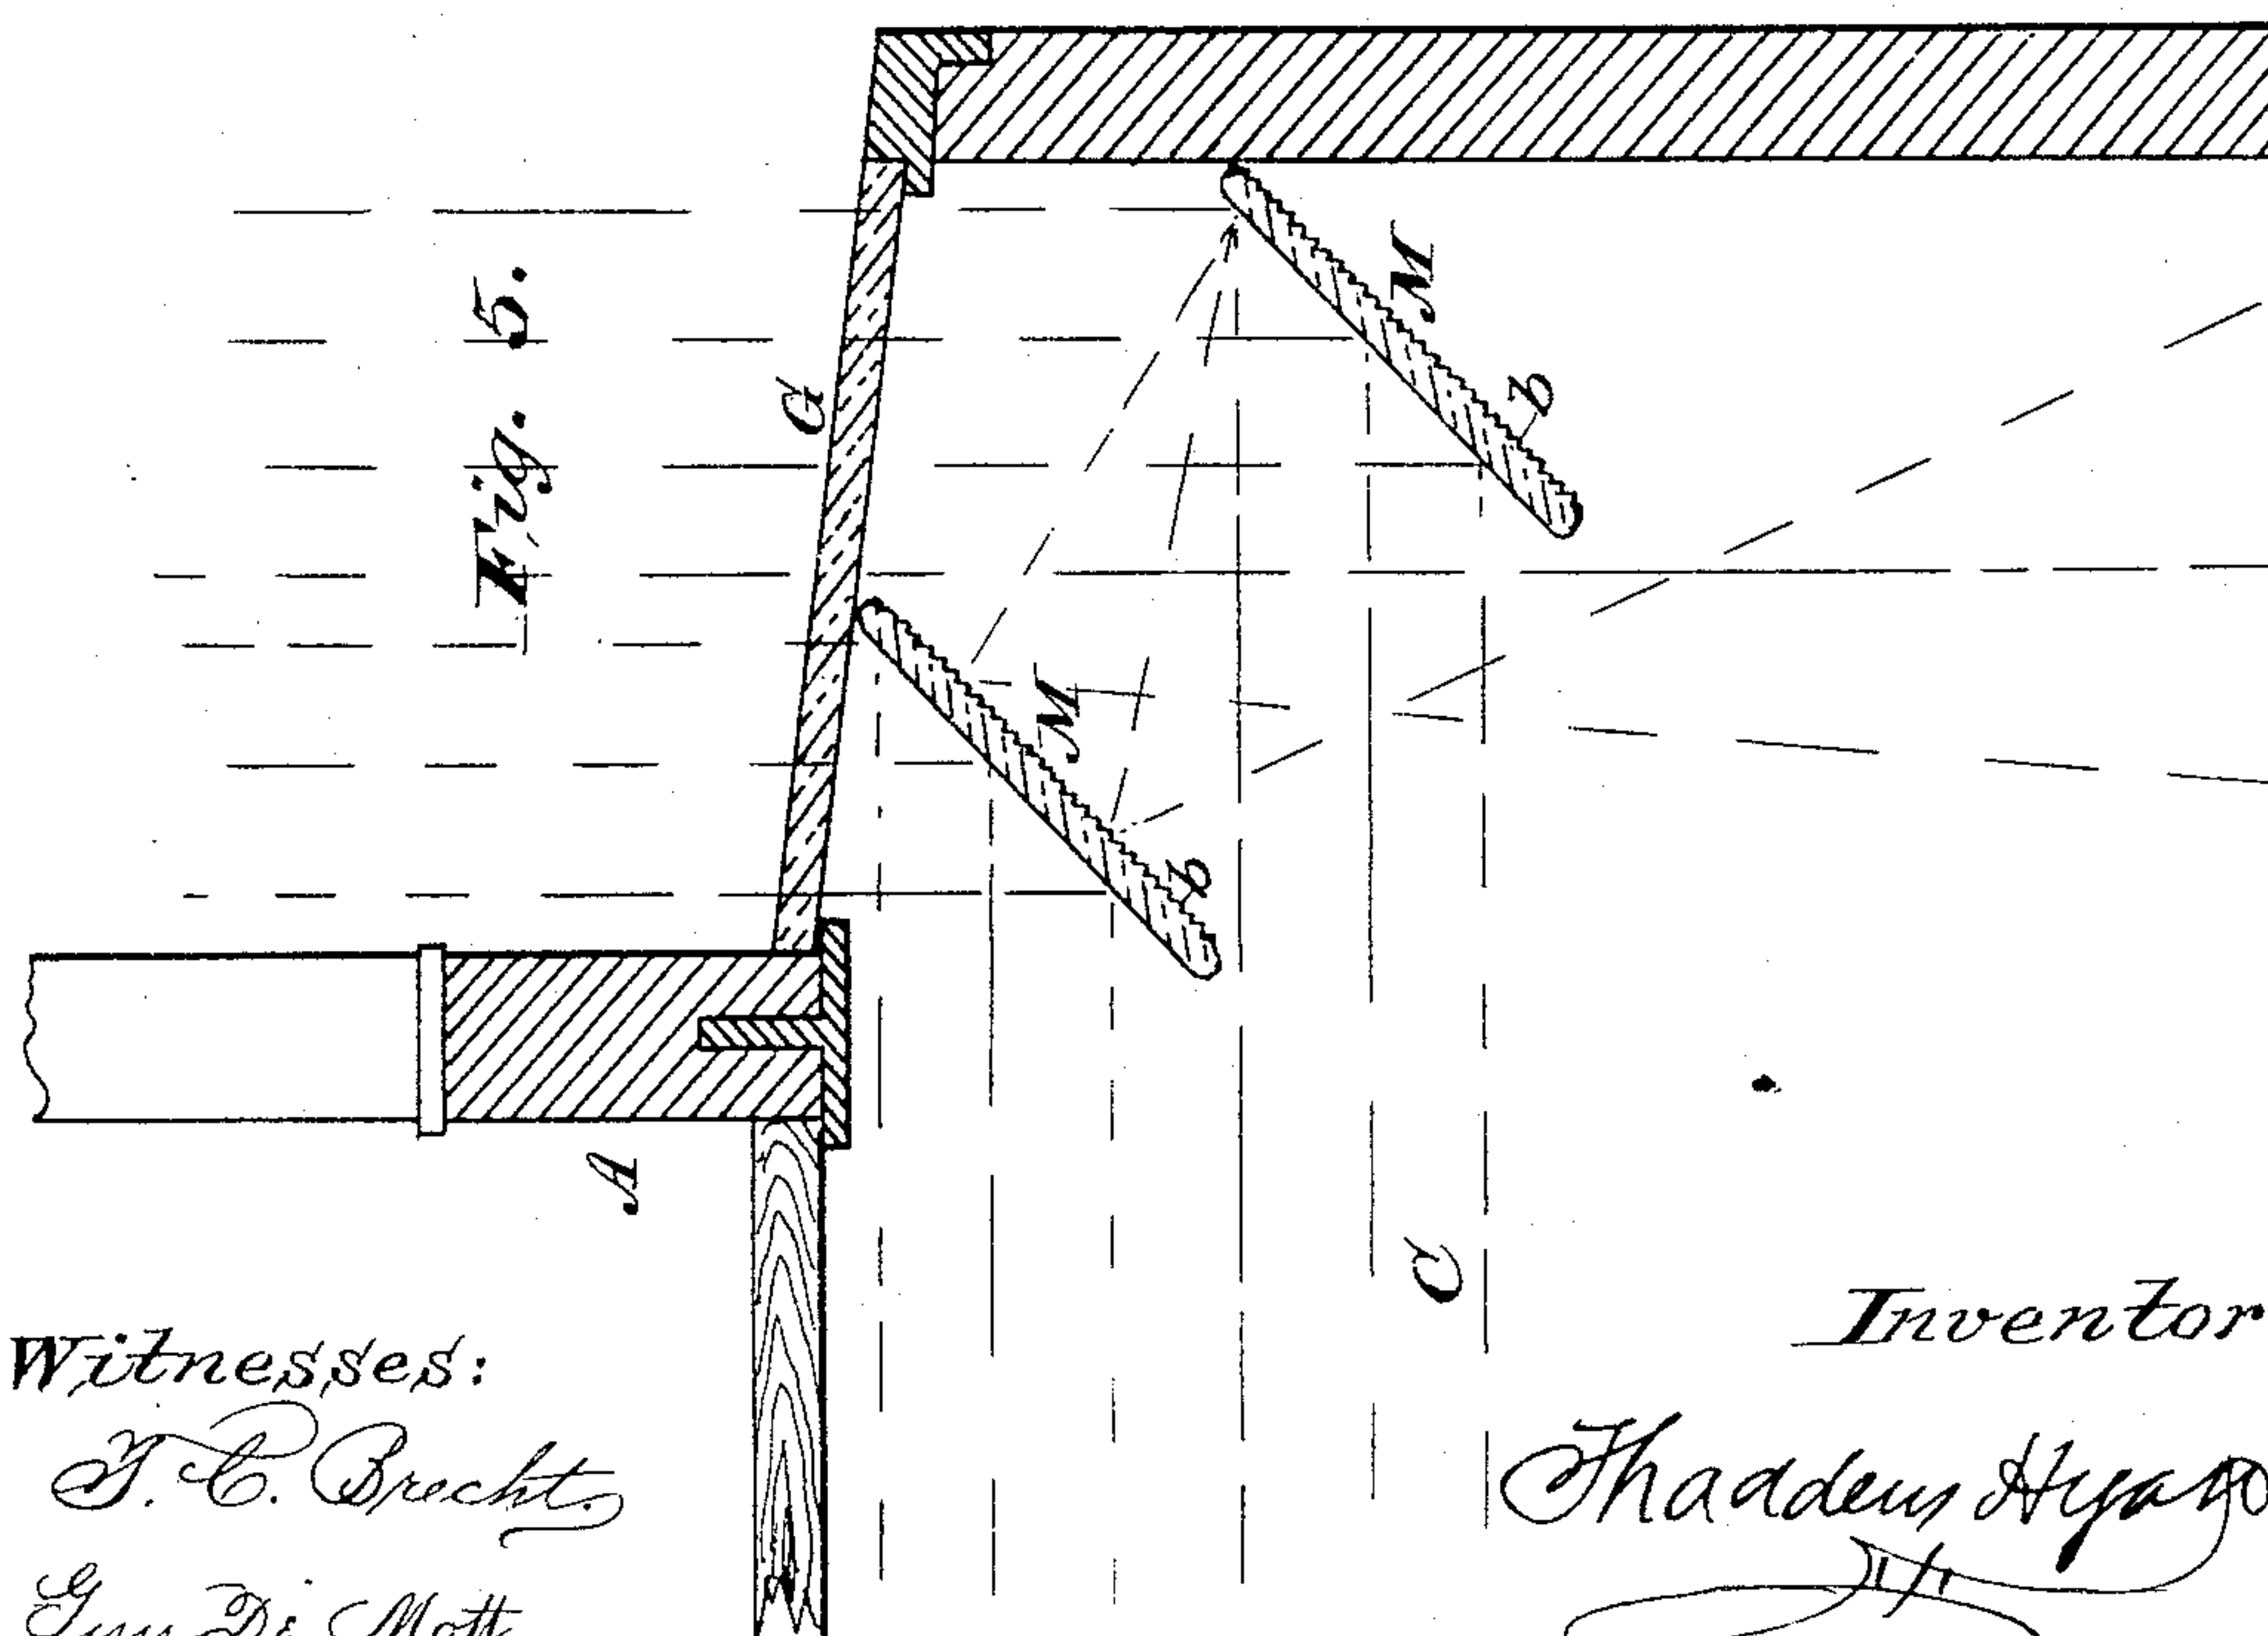 Fig. 5.
G
M
b
M
b
A
C
Witnesses:
T. C. Brecht.
Inventor
Thaddeus Hyatt